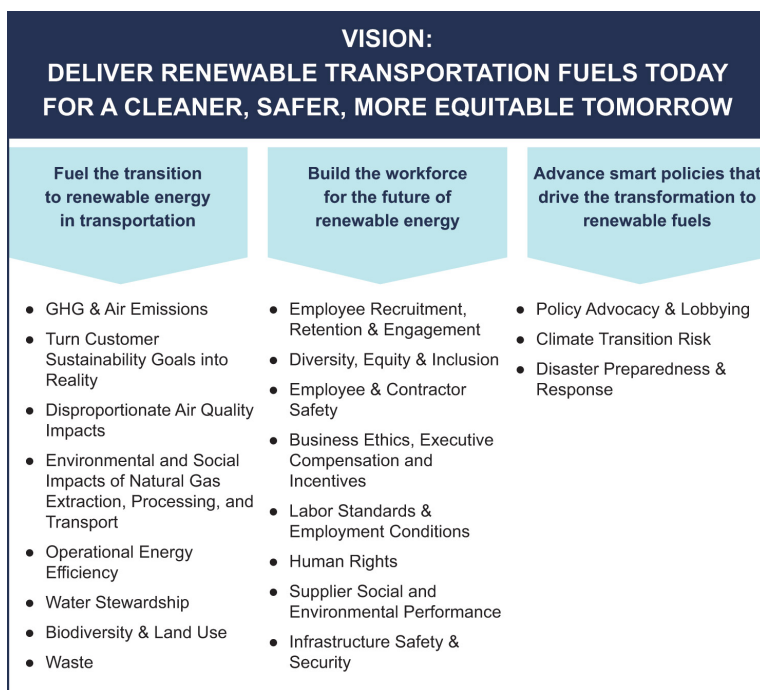 VISION:
DELIVER RENEWABLE TRANSPORTATION FUELS TODAY
FOR A CLEANER, SAFER, MORE EQUITABLE TOMORROW
Fuel the transition
to renewable energy
in transportation
● GHG & Air Emissions
● Turn Customer
Sustainability Goals into
Reality
● Disproportionate Air Quality
Impacts
● Environmental and Social
Impacts of Natural Gas
Extraction, Processing, and
Transport
● Operational Energy
Efficiency
● Water Stewardship
● Biodiversity & Land Use
● Waste
Build the workforce
for the future of
renewable energy
● Employee Recruitment,
Retention & Engagement
● Diversity, Equity & Inclusion
● Employee & Contractor
Safety
● Business Ethics, Executive
Compensation and
Incentives
● Labor Standards &
Employment Conditions
● Human Rights
● Supplier Social and
Environmental Performance
● Infrastructure Safety &
Security
Advance smart policies that
drive the transformation to
renewable fuels
● Policy Advocacy & Lobbying
● Climate Transition Risk
● Disaster Preparedness &
Response